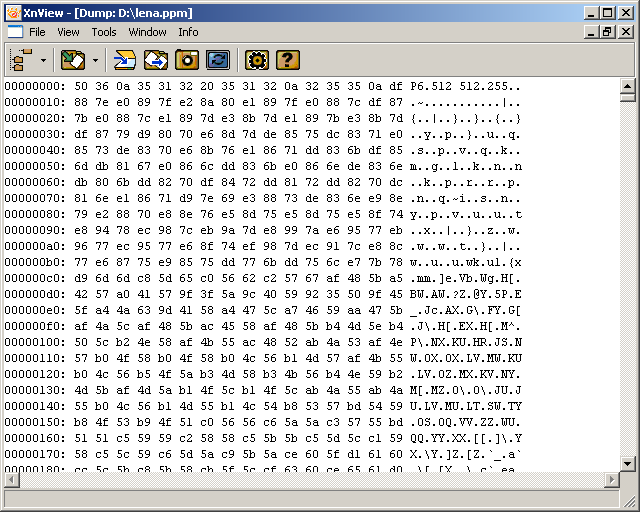 XnView - [Dump: D:\lena.ppm]
File View Tools Window Info
00000000: 50 36 0a 35 31 32 20 35 31 32 0a 32 35 35 0a df P6.512 512.255..
00000010: 88 7e e0 89 7f e2 8a 80 e1 89 7f e0 88 7c df 87 .~...........|..
00000020: 7b e0 88 7c e1 89 7d e3 8b 7d e1 89 7b e3 8b 7d {..|..}..}..{..}
00000030: df 87 79 d9 80 70 e6 8d 7d de 85 75 dc 83 71 e0 ..y..p..}..u..q.
00000040: 85 73 de 83 70 e6 8b 76 e1 86 71 dd 83 6b df 85 .s..p..v..q..k..
00000050: 6d db 81 67 e0 86 6c dd 83 6b e0 86 6e de 83 6e m..g..l..k..n..n
00000060: db 80 6b dd 82 70 df 84 72 dd 81 72 dd 82 70 dc ..k..p..r..r..p.
00000070: 81 6e e1 86 71 d9 7e 69 e3 88 73 de 83 6e e9 8e .n..q.~i..s..n..
00000080: 79 e2 88 70 e8 8e 76 e5 8d 75 e5 8d 75 e5 8f 74 y..p..v..u..u..t
00000090: e8 94 78 ec 98 7c eb 9a 7d e8 99 7a e6 95 77 eb ..x..|..}..z..w.
000000a0: 96 77 ec 95 77 e6 8f 74 ef 98 7d ec 91 7c e8 8c .w..w..t..}..|..
000000b0: 77 e6 87 75 e9 85 75 dd 77 6b dd 75 6c e7 7b 78 w..u..u.wk.ul.{x
000000c0: d9 6d 6d dc 8d 5d 65 c0 56 62 c2 57 67 af 48 5b a5 .mm.]e.Vb.Wg.H[.
000000d0: 42 57 a0 41 57 9f 3f 5a 9c 40 59 92 35 50 9f 45 BW.AW.?Z.@Y.5P.E
000000e0: 5f a4 4a 63 9d 41 58 a4 47 5c a7 46 59 aa 47 5b _.Jc.AX.G\.FY.G[
000000f0: af 4a 5c af 48 5b ac 45 58 af 48 5b b4 4d 5e b4 .J\.H[.EX.H[.M^.
00000100: 50 5c b2 4e 58 af 4b 55 ac 48 52 ab 4a 53 af 4e P\.NX.KU.HR.JS.N
00000110: 57 b0 4f 58 b0 4f 58 b0 4c 56 b1 4d 57 af 4b 55 W.OX.OX.LV.MW.KU
00000120: b0 4c 56 b5 4f 5a b3 4d 58 b3 4b 56 b4 4e 59 b2 .LV.OZ.MX.KV.NY.
00000130: 4d 5b af 4d 5a b1 4f 5c b1 4f 5c ab 4a 55 ab 4a M[.MZ.O\.O\.JU.J
00000140: 55 b0 4c 56 b1 4d 55 b1 4c 54 b8 53 57 bd 54 59 U.LV.MU.LT.SW.TY
00000150: b8 4f 53 b9 4f 51 c0 56 56 c6 5a 5a c3 57 55 bd .OS.OQ.VV.ZZ.WU.
00000160: 51 51 c5 59 59 c2 58 58 c5 5b 5b c5 5d 5c c1 59 QQ.YY.XX.[[.]\.Y
00000170: 58 c5 5c 59 c6 5d 5a c9 5b 5a ce 60 5f d1 61 60 X.\Y.]Z.[Z.`_.a`